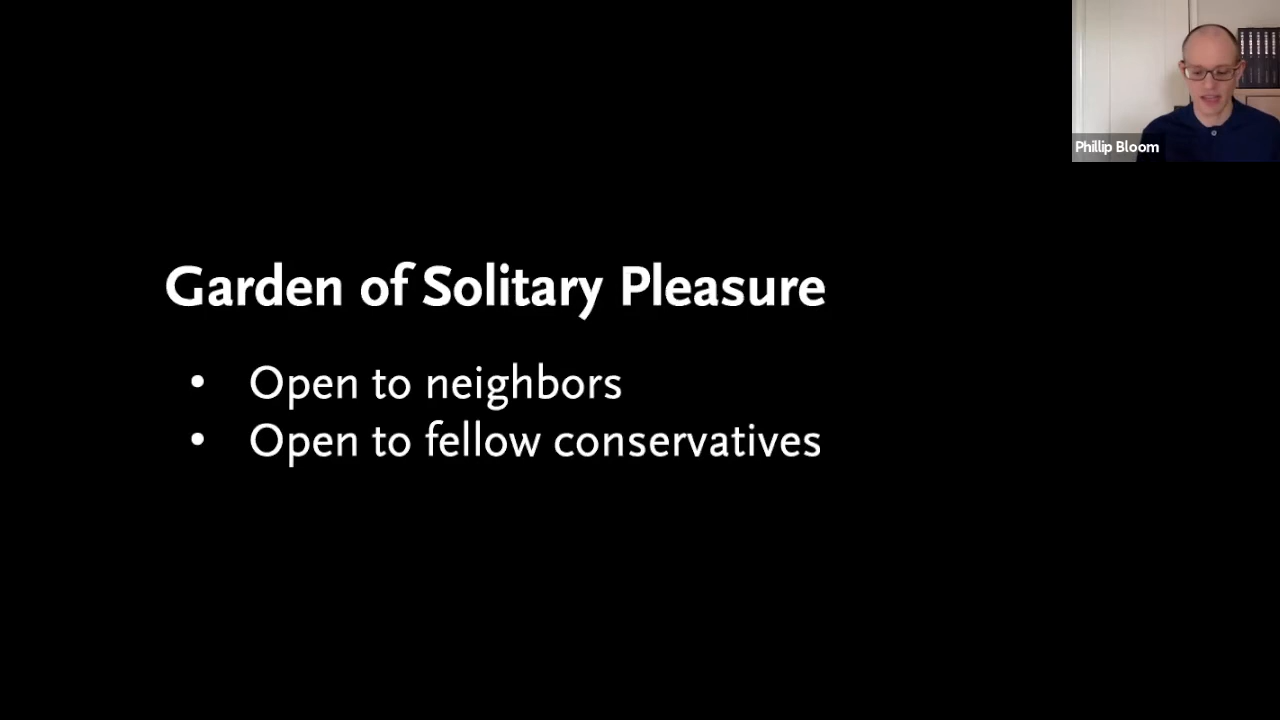 Phillip Bloom
Garden of Solitary Pleasure
• Open to neighbors
• Open to fellow conservatives